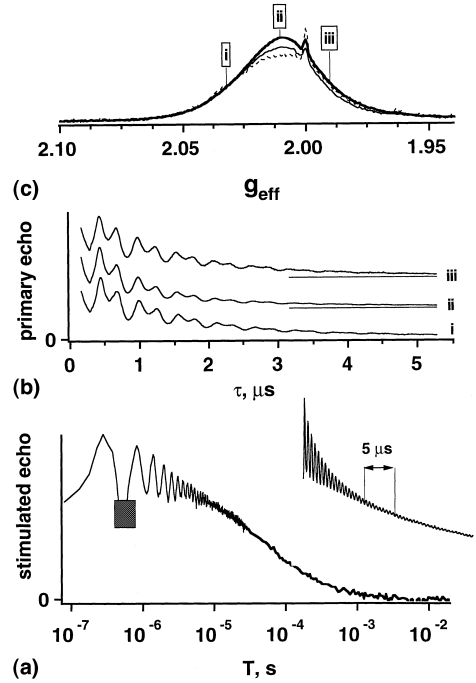 ii
i
iii
2.10 2.05 2.00 1.95
(c) geff
primary echo
iii
ii
i
0
0 1 2 3 4 5
(b) τ, μs
stimulated echo
5 μs
0
10⁻⁷ 10⁻⁶ 10⁻⁵ 10⁻⁴ 10⁻³ 10⁻²
(a) T, s